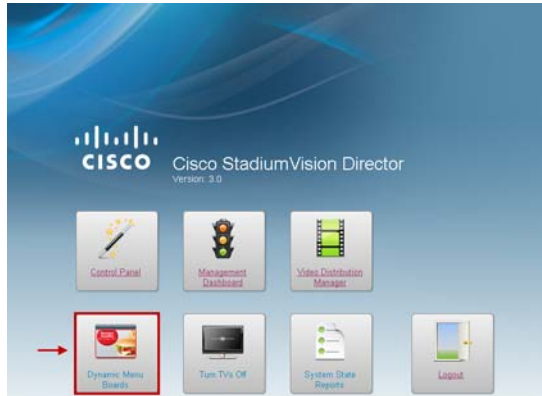 CISCO
Cisco StadiumVision Director
Version: 3.0
Control Panel
Management
Dashboard
Video Distribution
Manager
Dynamic Menu
Boards
Turn TVs Off
System State
Reports
Logout